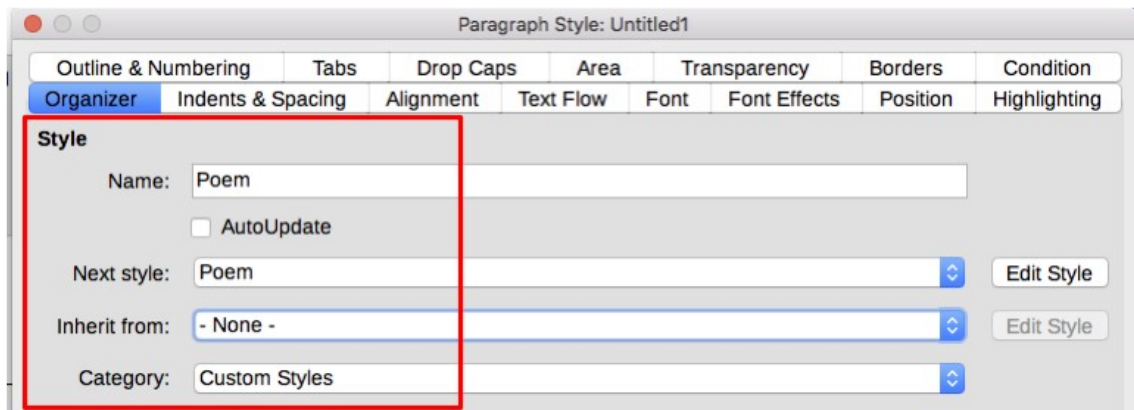 Paragraph Style: Untitled1
Outline & Numbering Tabs Drop Caps Area Transparency Borders Condition
Organizer Indents & Spacing Alignment Text Flow Font Font Effects Position Highlighting
Style
Name: Poem
AutoUpdate
Next style: Poem Edit Style
Inherit from: - None - Edit Style
Category: Custom Styles